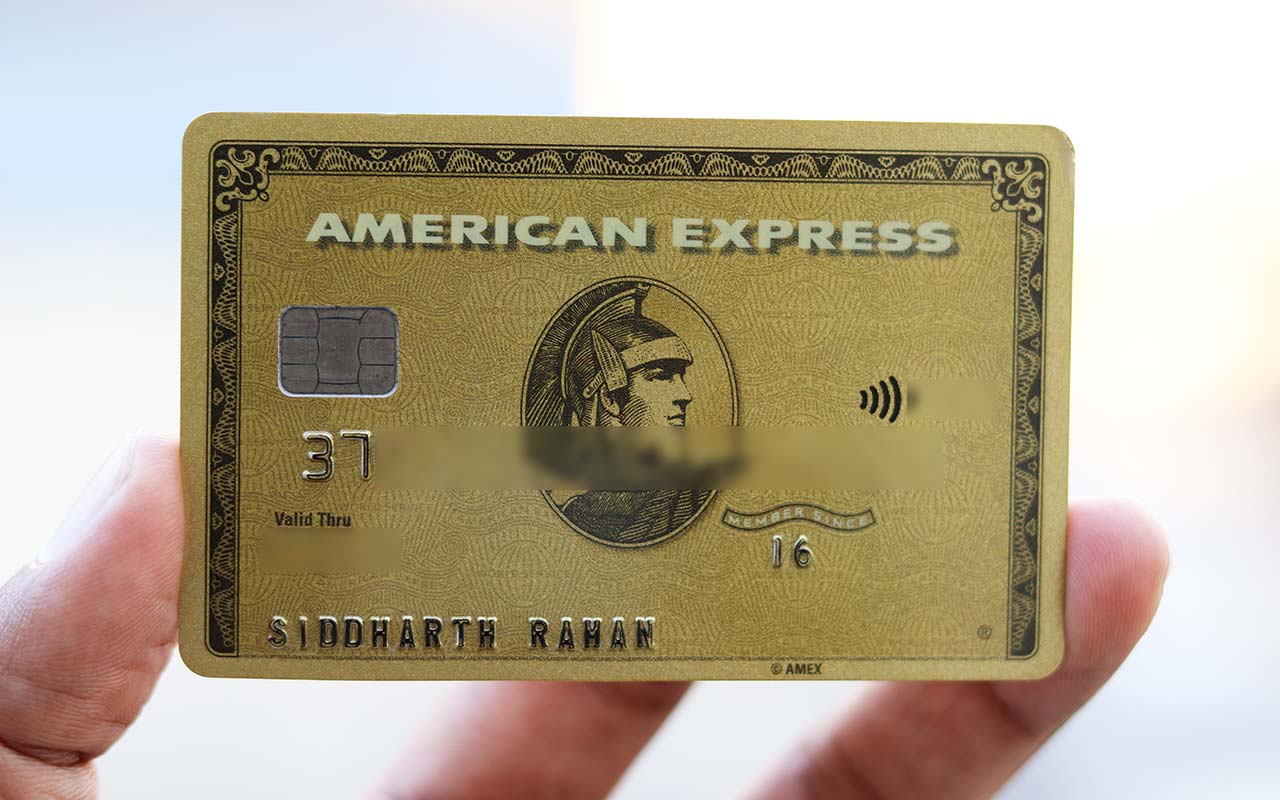 AMERICAN EXPRESS
37
Valid Thru
MEMBER SINCE
16
SIDDHARTH RAMAN
®
© AMEX